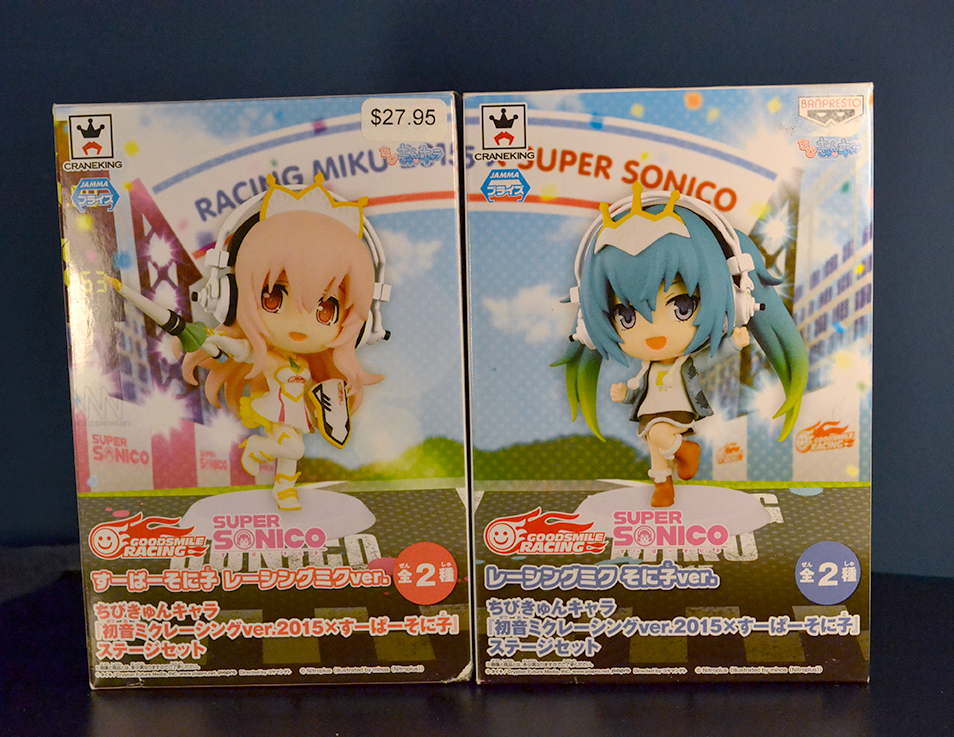 CRANEKING
JAMMA
プライズ
$27.95
RACING MIKU
SUPER SONICO
SUPER
SONICO
GOODSMILE
RACING
SUPER
SONICO
すーぱーそに子 レーシングミクver.
全2種
ちびきゅんキャラ
『初音ミクレーシングver.2015×すーぱーそに子』
ステージセット
CRANEKING
JAMMA
プライズ
BANPRESTO
SUPER SONICO
GOODSMILE
RACING
GOODSMILE
RACING
SUPER
SONICO
レーシングミク そに子ver.
全2種
ちびきゅんキャラ
『初音ミクレーシングver.2015×すーぱーそに子』
ステージセット